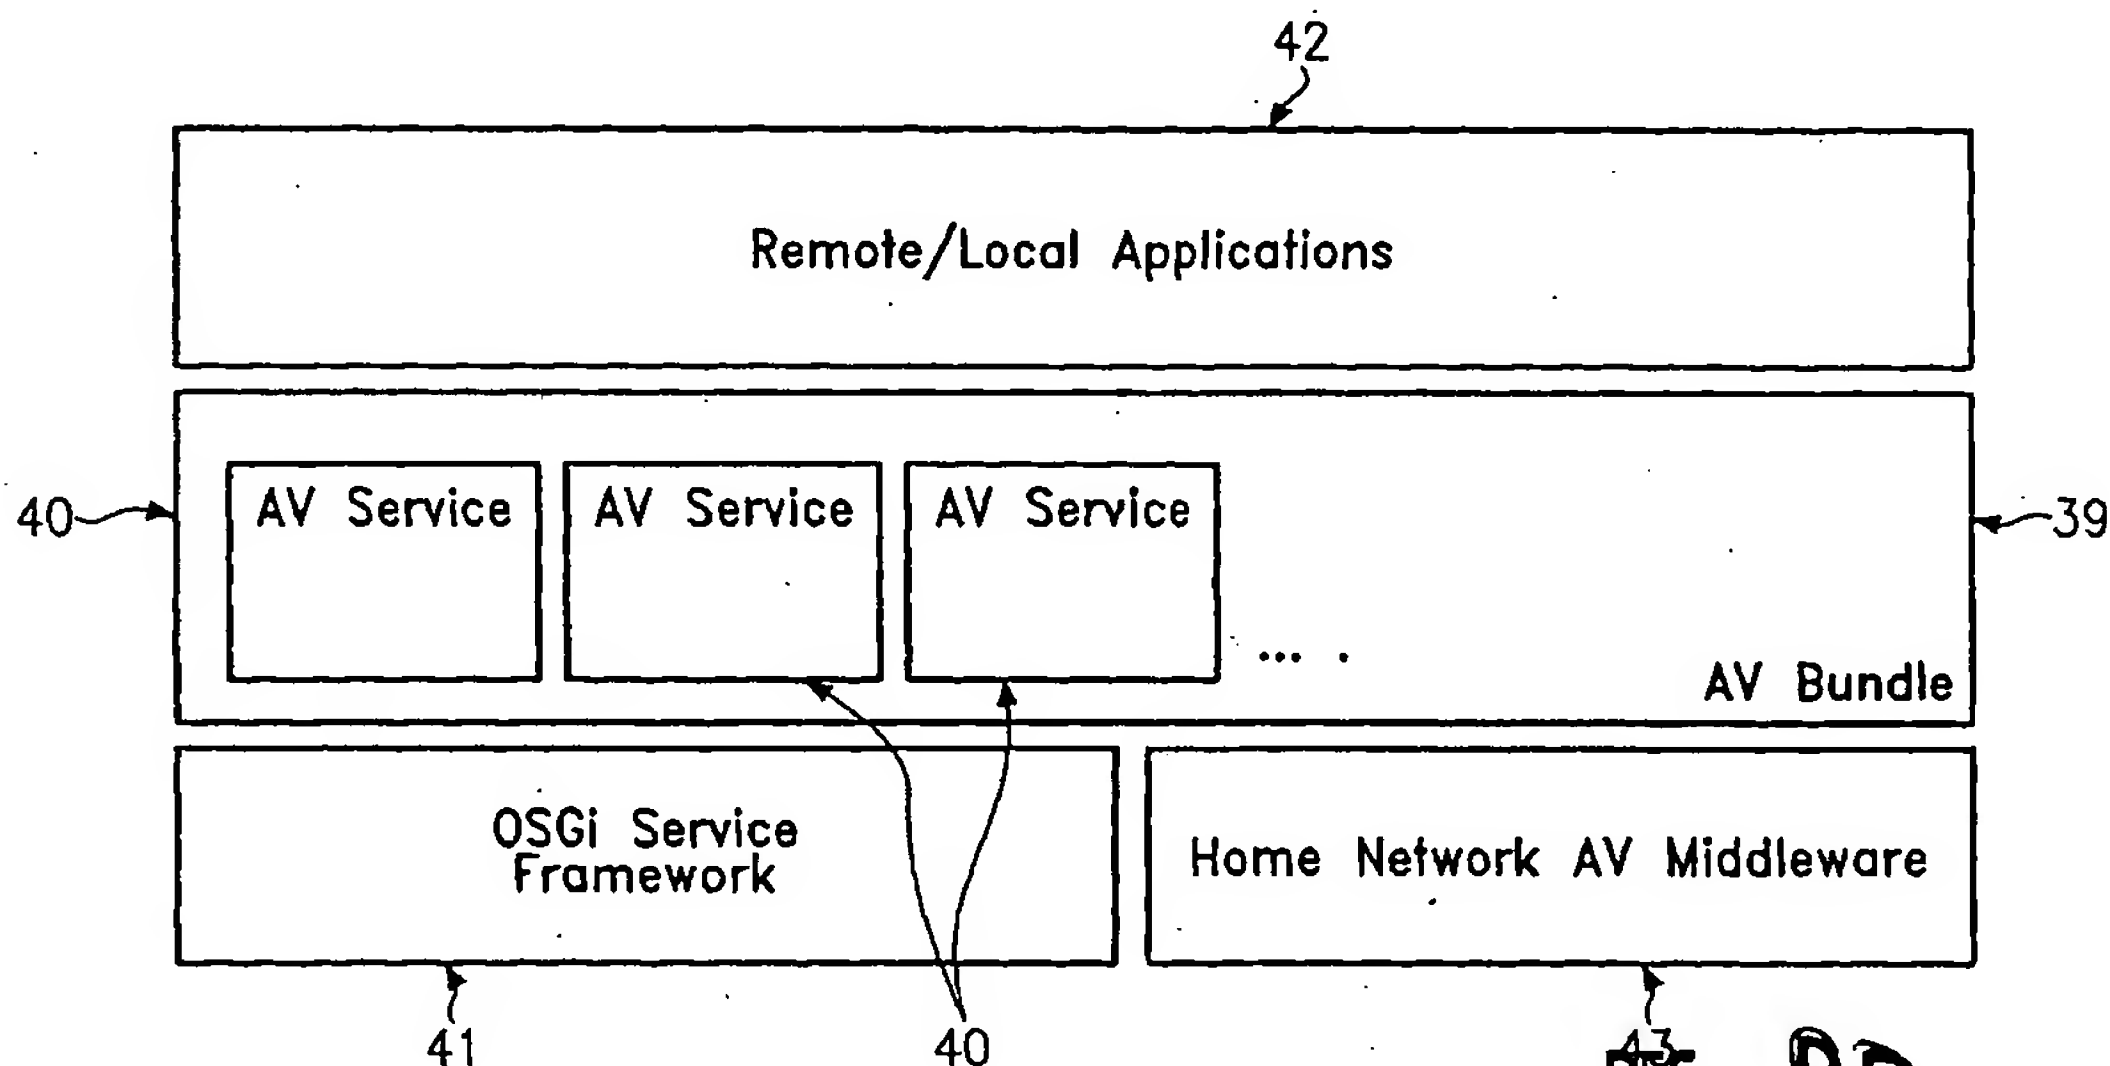 42
Remote/Local Applications
40
AV Service
AV Service
AV Service
39
.... .
AV Bundle
OSGi Service
Framework
Home Network AV Middleware
41
40
43